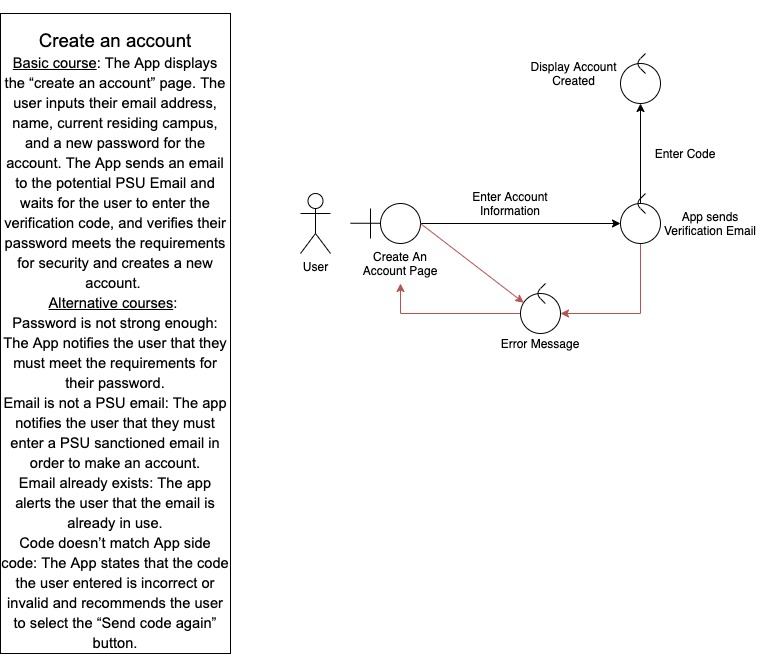 Create an account
Basic course: The App displays
the “create an account” page. The
user inputs their email address,
name, current residing campus,
and a new password for the
account. The App sends an email
to the potential PSU Email and
waits for the user to enter the
verification code, and verifies their
password meets the requirements
for security and creates a new
account.
Alternative courses:
Password is not strong enough:
The App notifies the user that they
must meet the requirements for
their password.
Email is not a PSU email: The app
notifies the user that they must
enter a PSU sanctioned email in
order to make an account.
Email already exists: The app
alerts the user that the email is
already in use.
Code doesn’t match App side
code: The App states that the code
the user entered is incorrect or
invalid and recommends the user
to select the “Send code again”
button.
Display Account
Created
Enter Code
Enter Account
Information
App sends
Verification Email
User
Create An
Account Page
Error Message